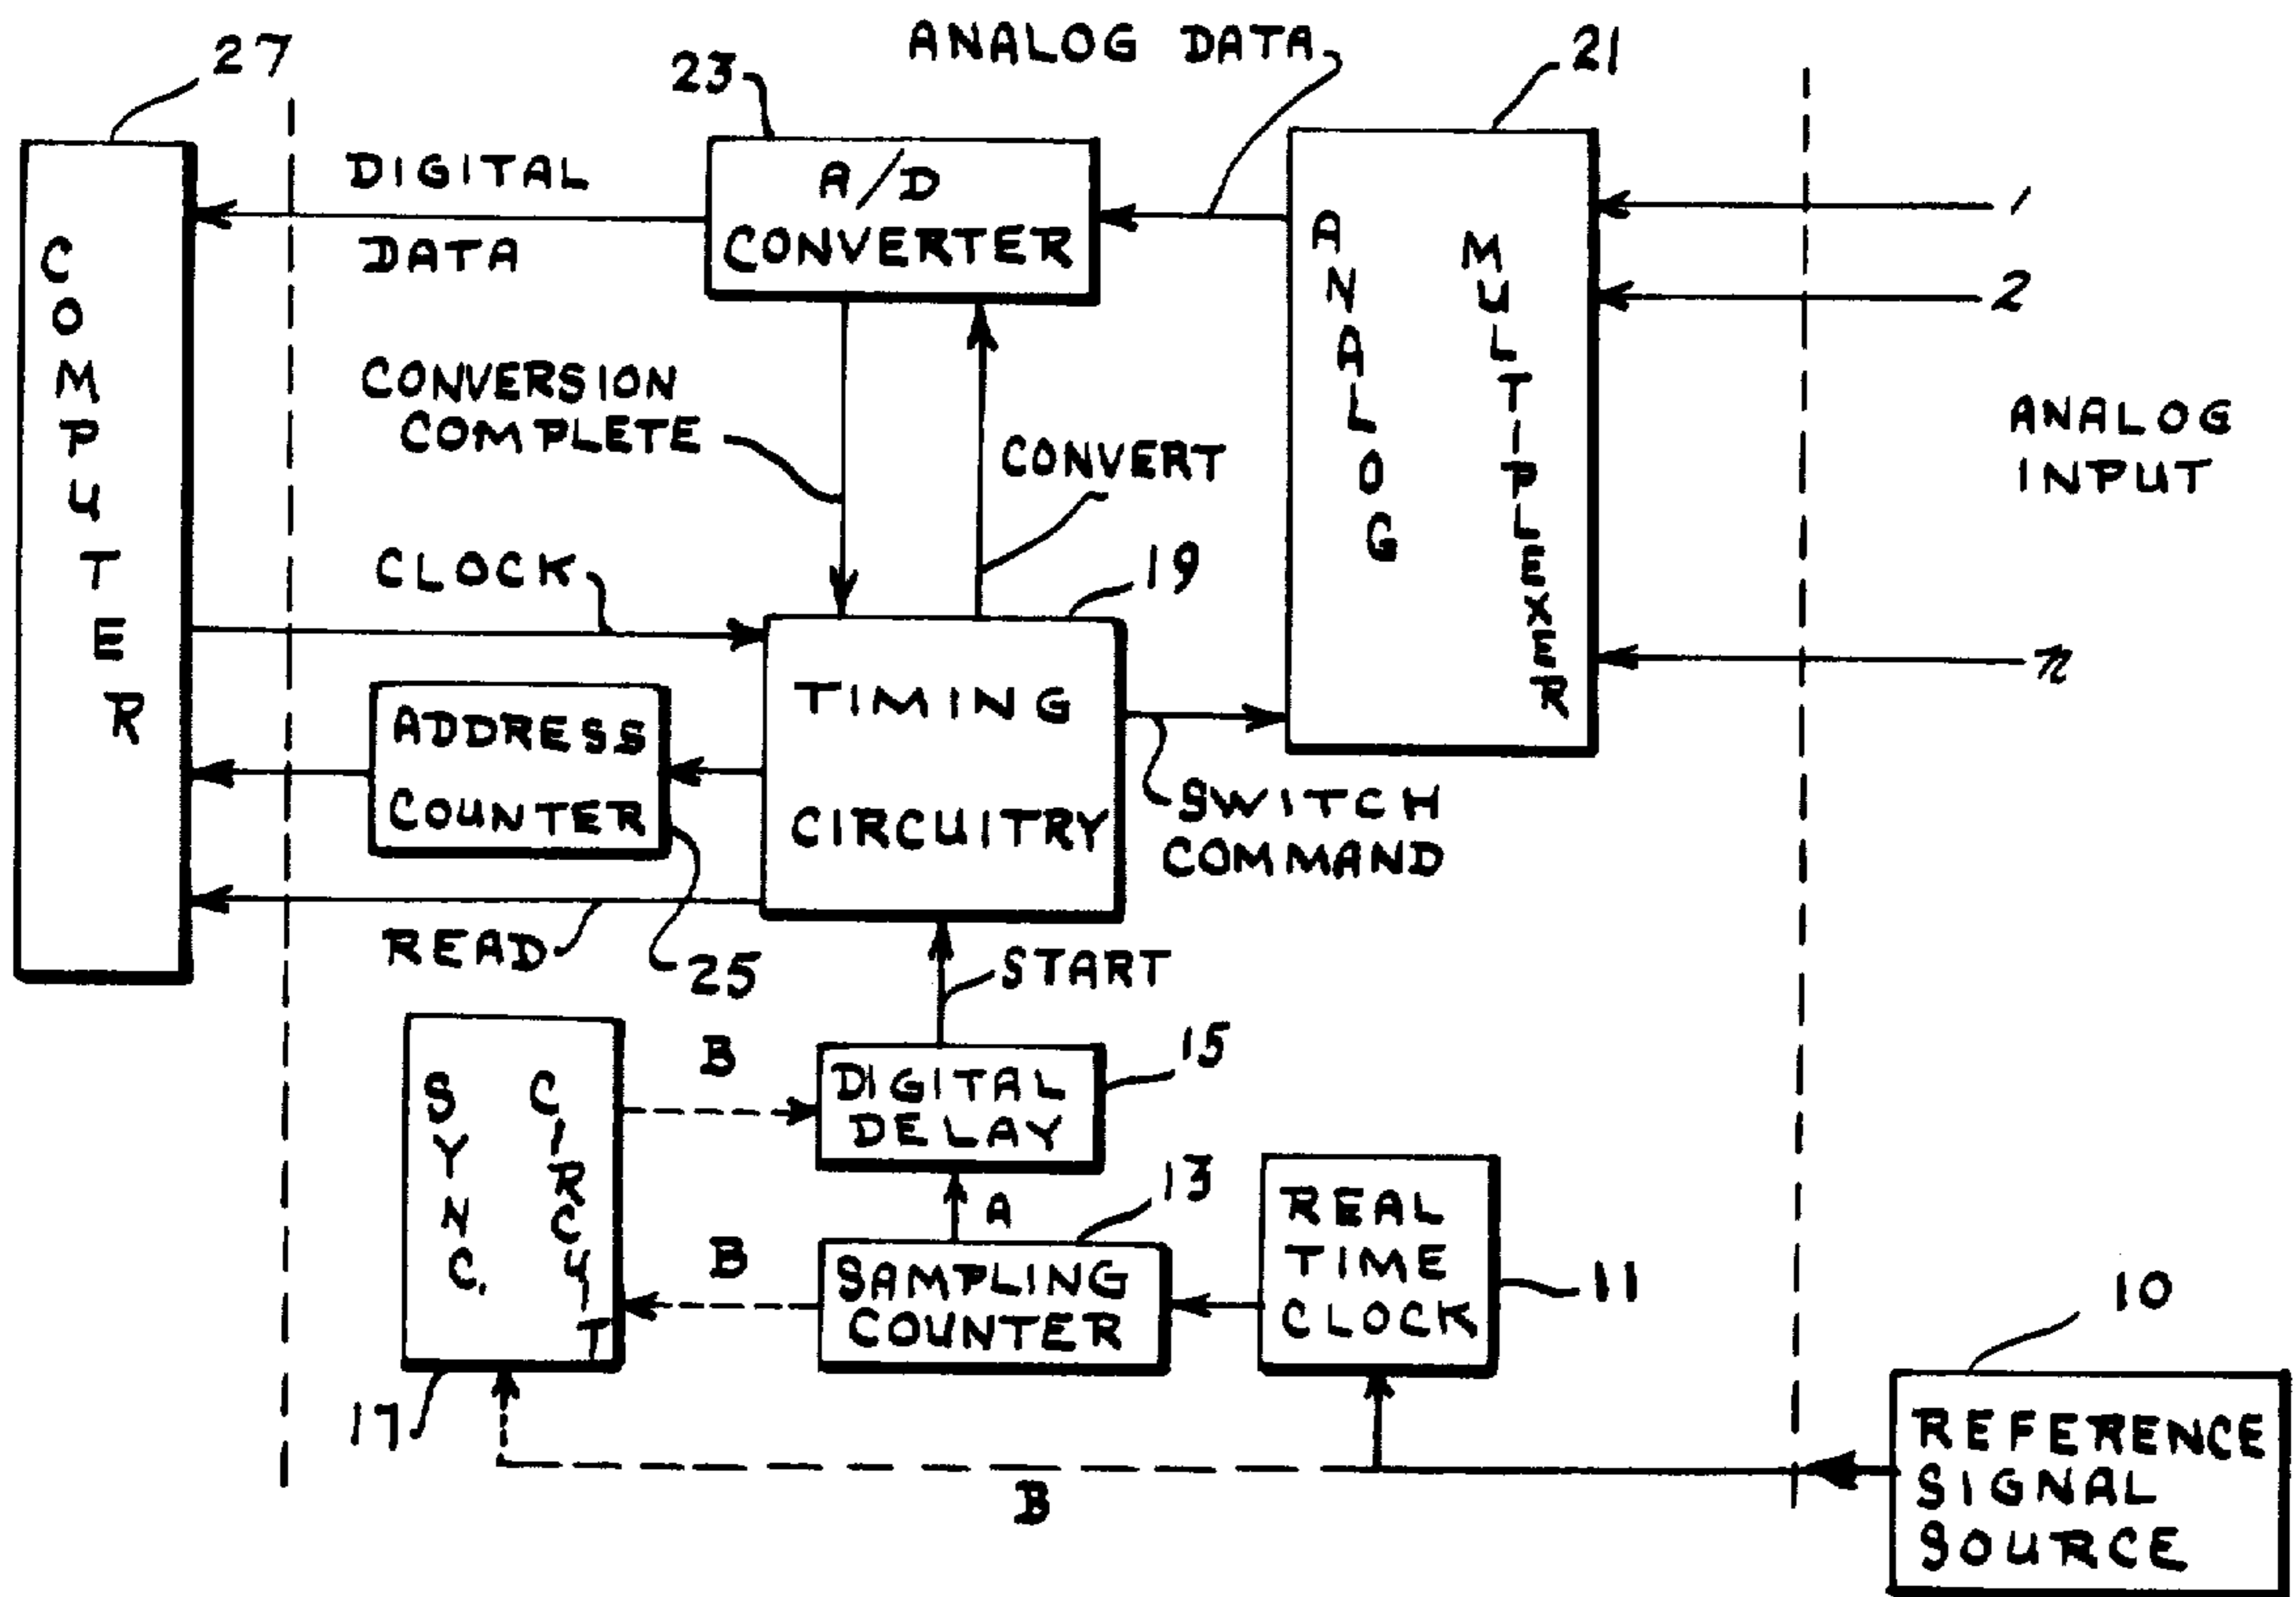 27
23
ANALOG DATA
21
DIGITAL
DATA
A/D
CONVERTER
COMPUTER
ANALOG
MULTIPLEXER
1
2
n
ANALOG
INPUT
CONVERSION
COMPLETE
CONVERT
CLOCK
19
ADDRESS
COUNTER
TIMING
CIRCUITRY
SWITCH
COMMAND
READ
25
START
SYNC.
CIRCUIT
B
DIGITAL
DELAY
15
A
13
B
SAMPLING
COUNTER
REAL
TIME
CLOCK
11
17
B
10
REFERENCE
SIGNAL
SOURCE